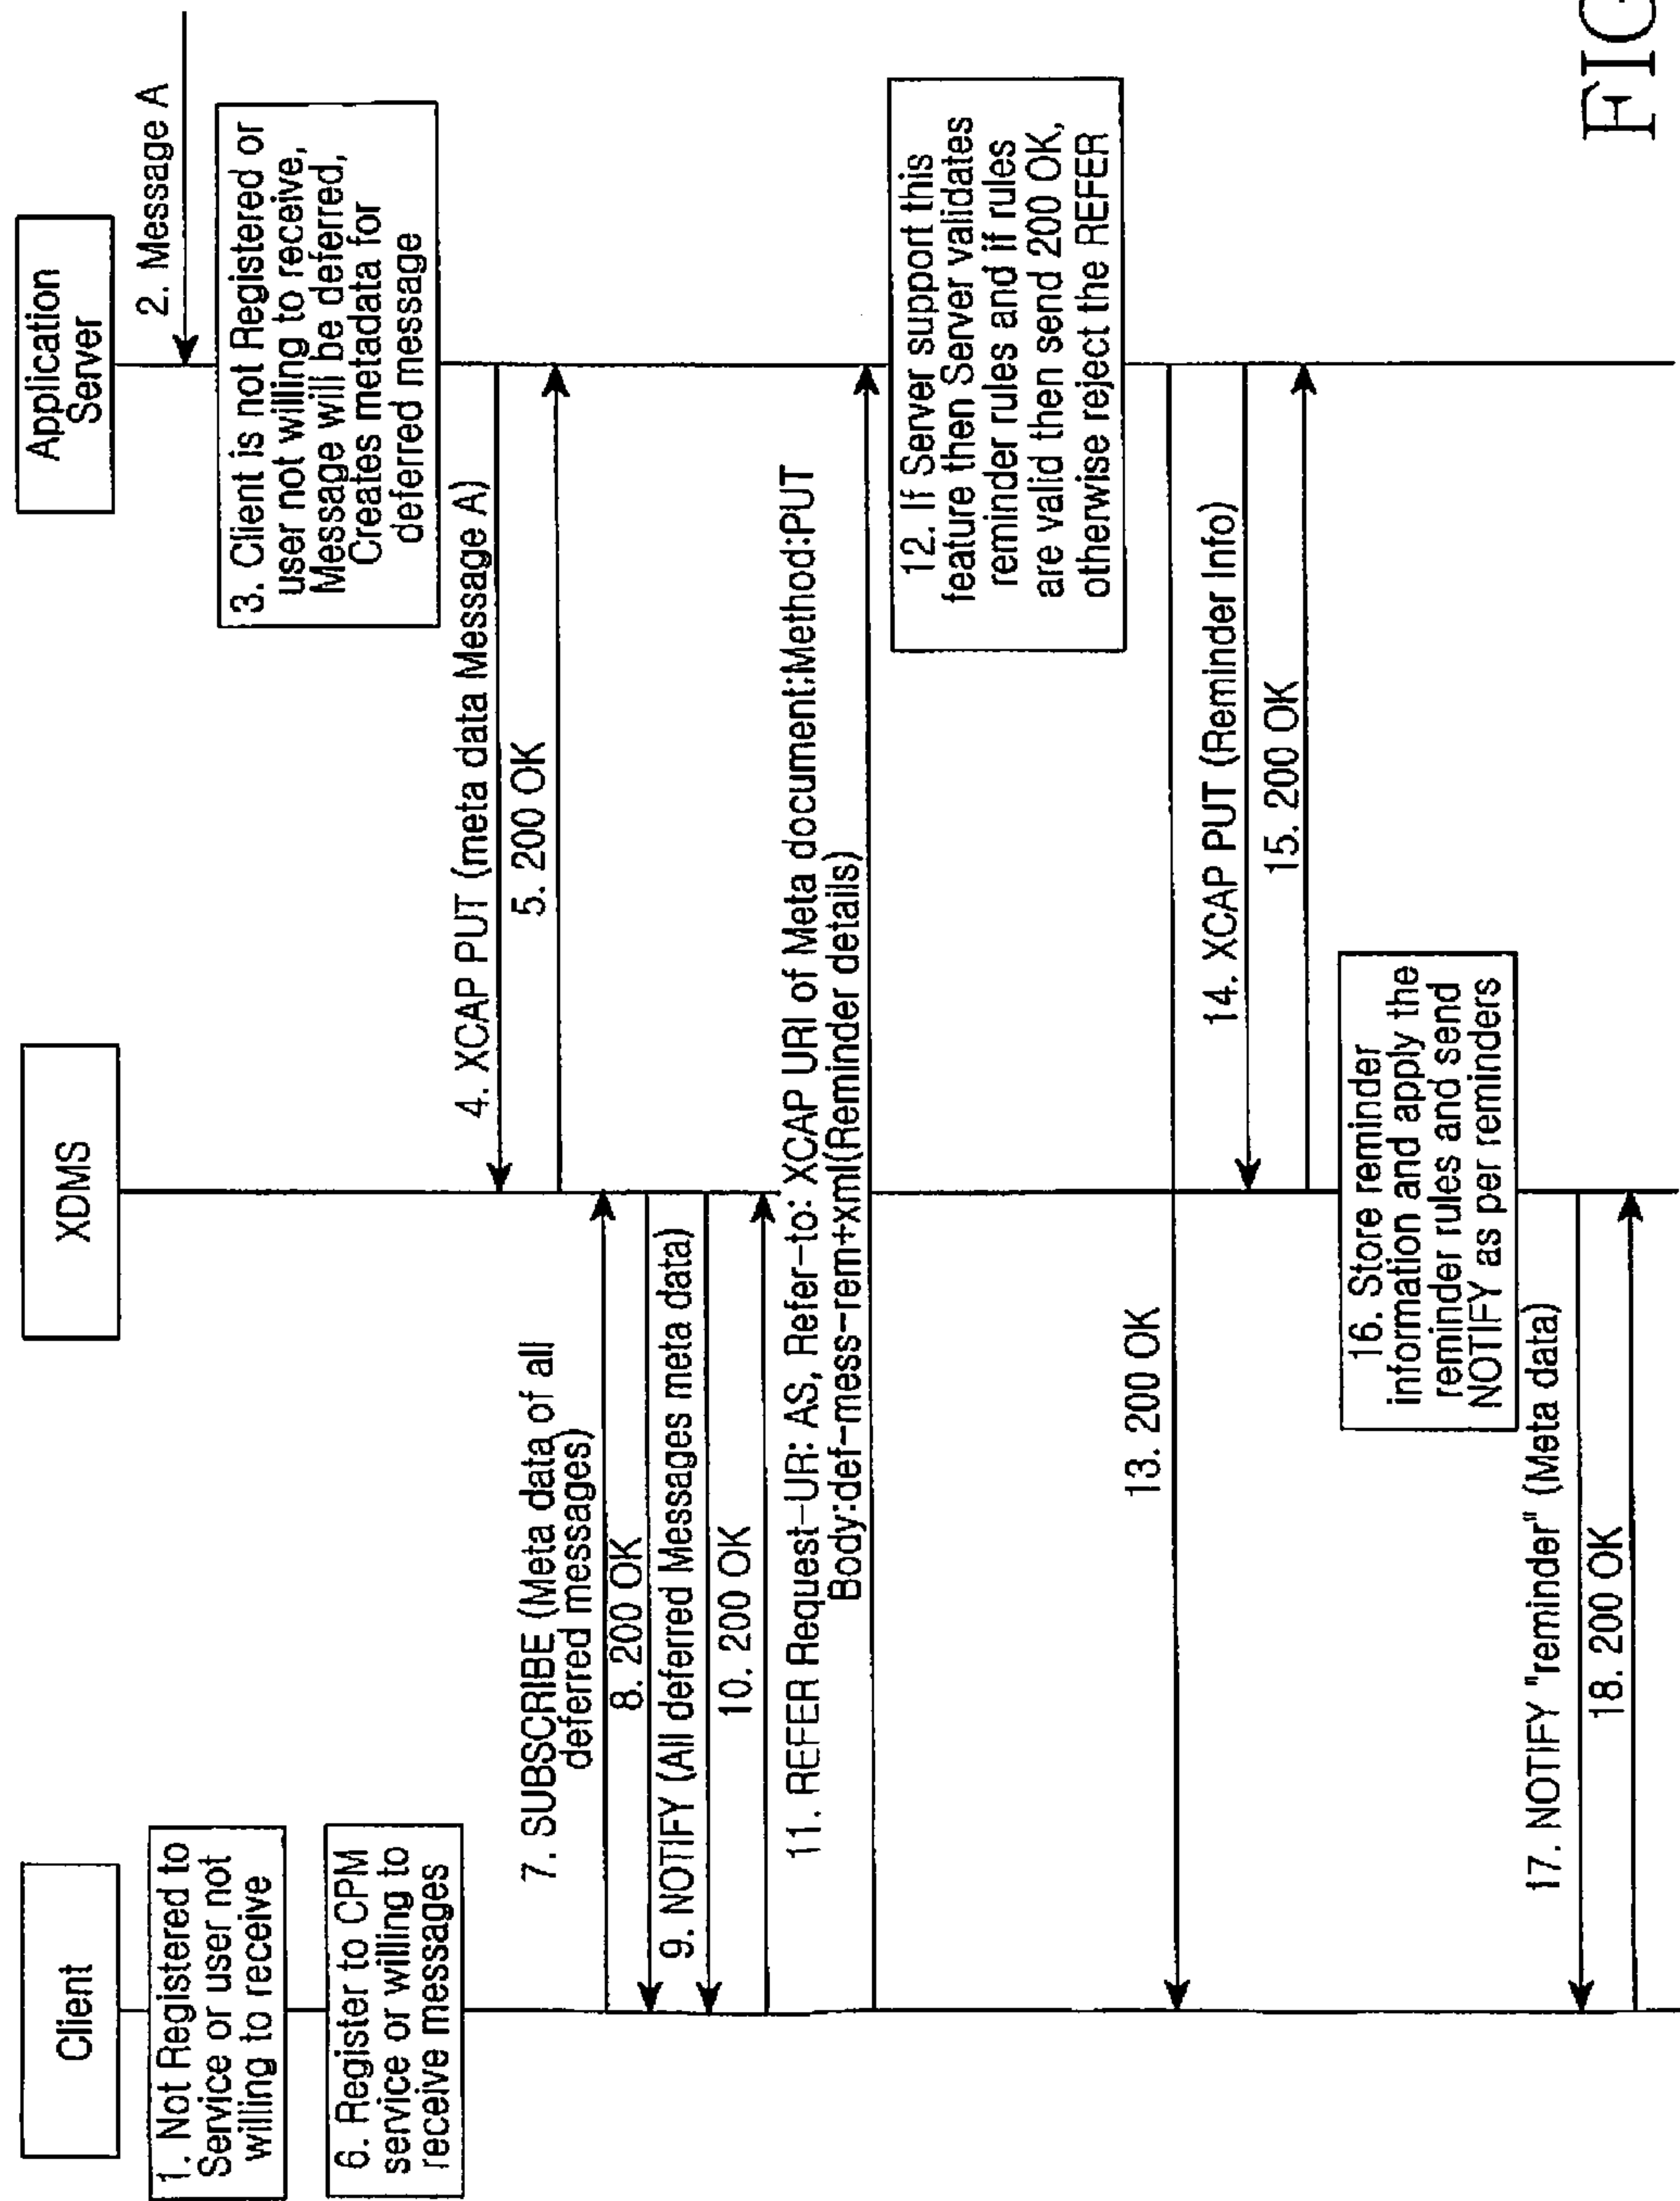 Client
XDMS
Application
Server
1. Not Registered to
Service or user not
willing to receive
2. Message A
3. Client is not Registered or
user not willing to receive,
Message will be deferred,
Creates metadata for
deferred message
4. XCAP PUT (meta data Message A)
5. 200 OK
6. Register to CPM
service or willing to
receive messages
7. SUBSCRIBE (Meta data of all
deferred messages)
8. 200 OK
9. NOTIFY (All deferred Messages meta data)
10. 200 OK
11. REFER Request-UR: AS, Refer-to: XCAP URI of Meta document:Method:PUT
Body:def-mess-rem+xml(Reminder details)
12. If Server support this
feature then Server validates
reminder rules and if rules
are valid then send 200 OK,
otherwise reject the REFER
13. 200 OK
14. XCAP PUT (Reminder Info)
15. 200 OK
16. Store reminder
information and apply the
reminder rules and send
NOTIFY as per reminders
17. NOTIFY "reminder" (Meta data)
18. 200 OK
FIG